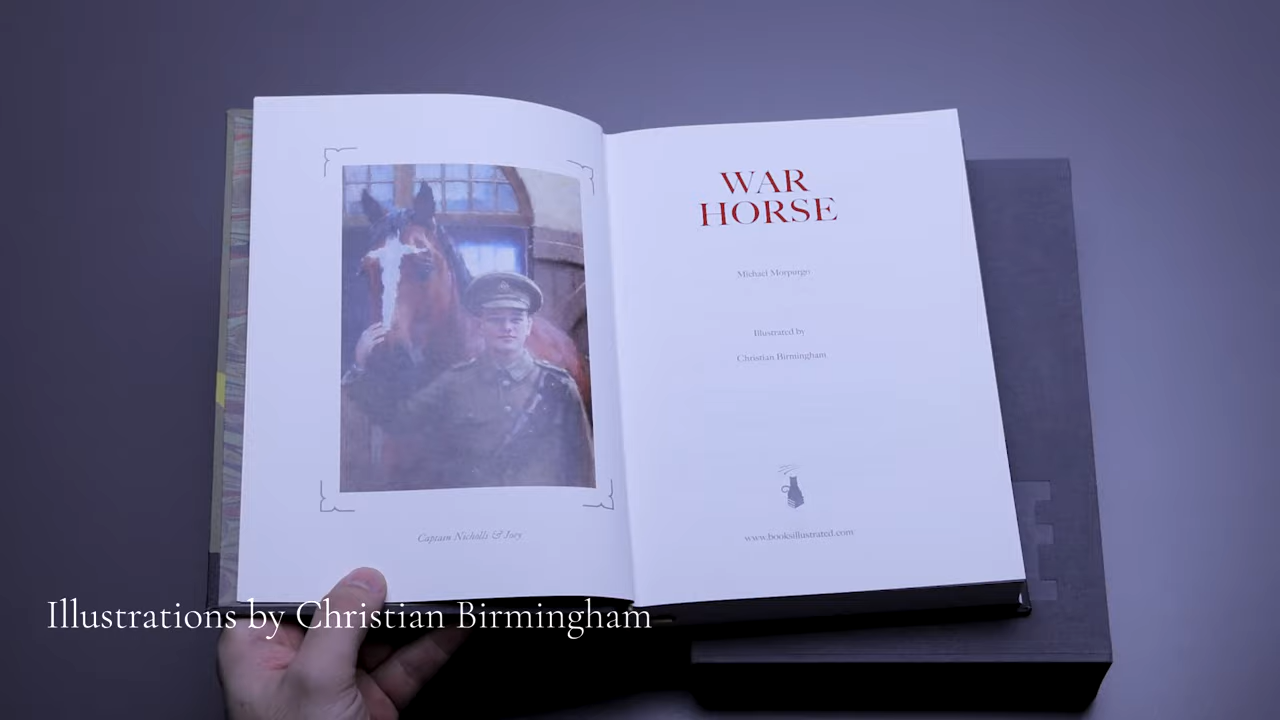 Captain Nicholls & Joey
WAR
HORSE
Michael Morpurgo
Illustrated by
Christian Birmingham
www.booksillustrated.com
Illustrations by Christian Birmingham